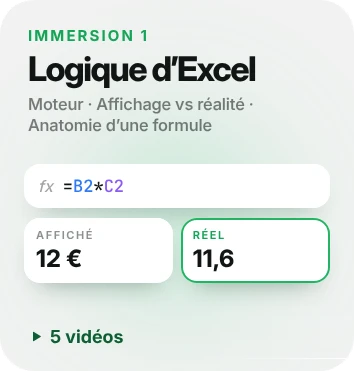 IMMERSION 1
Logique d’Excel
Moteur · Affichage vs réalité ·
Anatomie d’une formule
fx =B2*C2
AFFICHÉ
12 €
RÉEL
11,6
5 vidéos